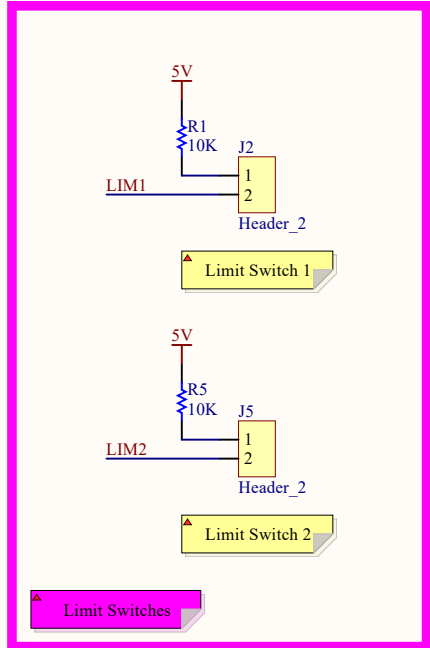 5V
R1
10K
J2
LIM1
1
2
Header_2
Limit Switch 1
5V
R5
10K
J5
LIM2
1
2
Header_2
Limit Switch 2
Limit Switches